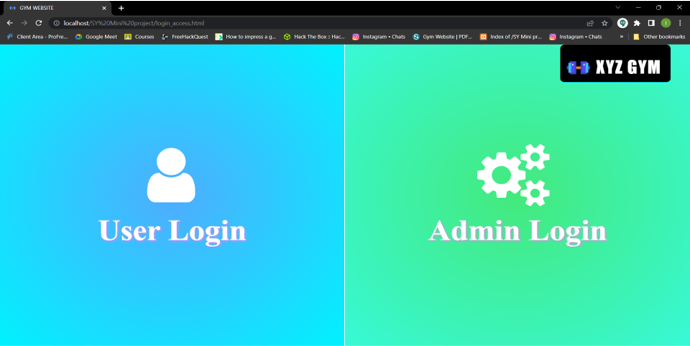 GYM WEBSITE
localhost/SY%20Mini%20project/login_access.html
Client Area - ProFre... Google Meet Courses FreeHackQuest How to impress a g... Hack The Box :: Hac... Instagram • Chats Gym Website | PDF... Index of /SY Mini pr... Instagram • Chats » Other bookmarks
XYZ GYM
User Login
Admin Login